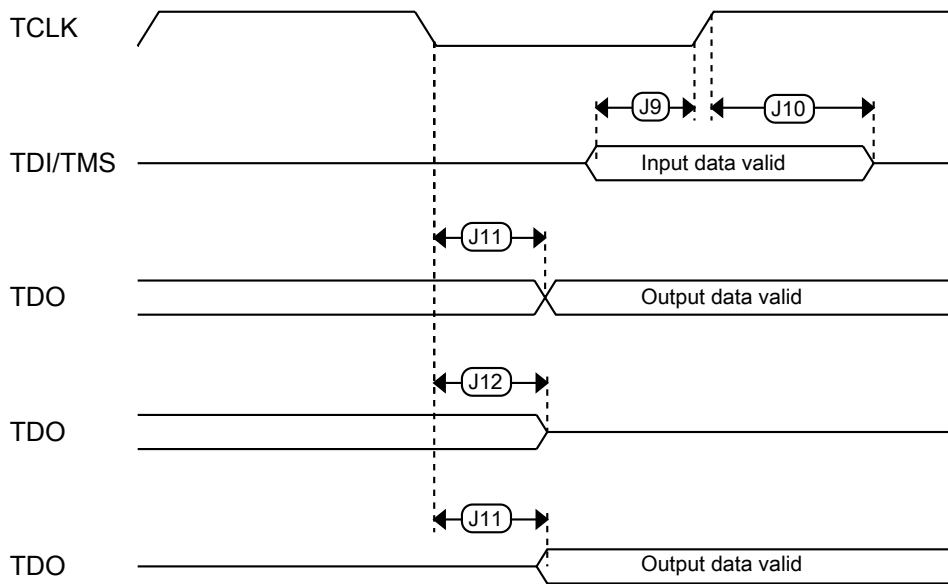 TCLK
J9
J10
TDI/TMS
Input data valid
J11
TDO
Output data valid
J12
TDO
J11
TDO
Output data valid